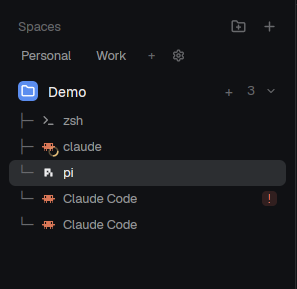 Spaces
Personal Work +
Demo + 3
zsh
claude
pi
Claude Code !
Claude Code